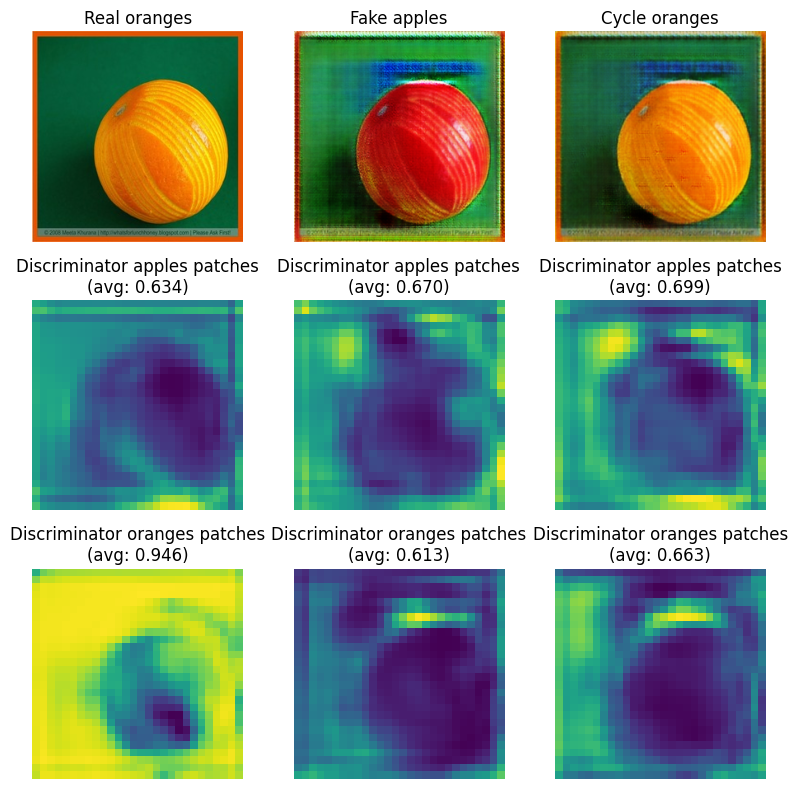 Real oranges
Fake apples
Cycle oranges
Discriminator apples patches
(avg: 0.634)
Discriminator apples patches
(avg: 0.670)
Discriminator apples patches
(avg: 0.699)
Discriminator oranges patches
(avg: 0.946)
Discriminator oranges patches
(avg: 0.613)
Discriminator oranges patches
(avg: 0.663)